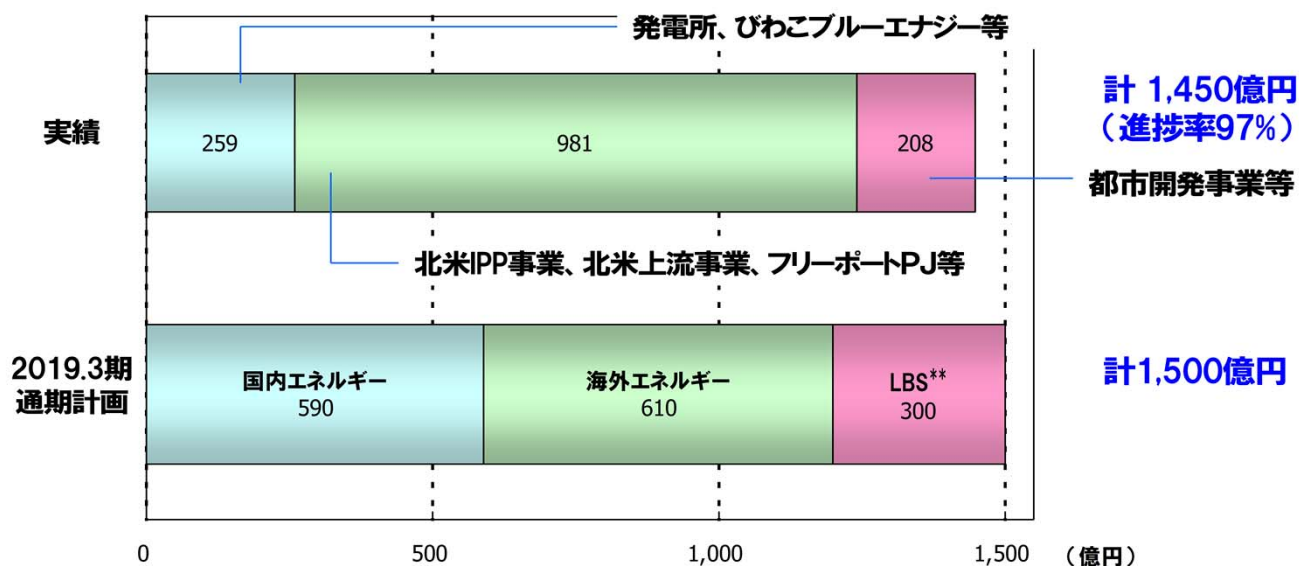 発電所、びわこブルーエナジー等
実績
259
981
208
計 1,450億円
（進捗率97%）
都市開発事業等
北米IPP事業、北米上流事業、フリーポートPJ等
2019.3期
通期計画
国内エネルギー
590
海外エネルギー
610
LBS**
300
計1,500億円
0
500
1,000
1,500
（億円）